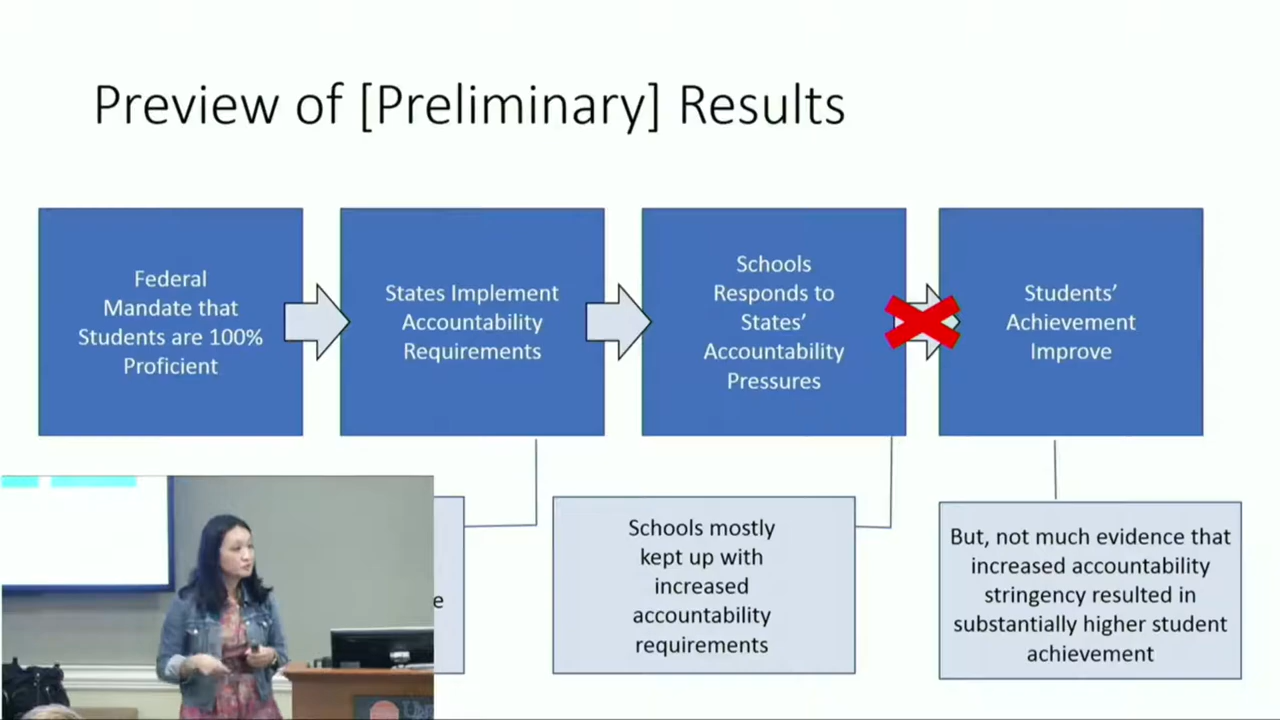 Preview of [Preliminary] Results
Federal
Mandate that
Students are 100%
Proficient
States Implement
Accountability
Requirements
Schools
Responds to
States’
Accountability
Pressures
Students’
Achievement
Improve
Schools mostly
kept up with
increased
accountability
requirements
But, not much evidence that
increased accountability
stringency resulted in
substantially higher student
achievement